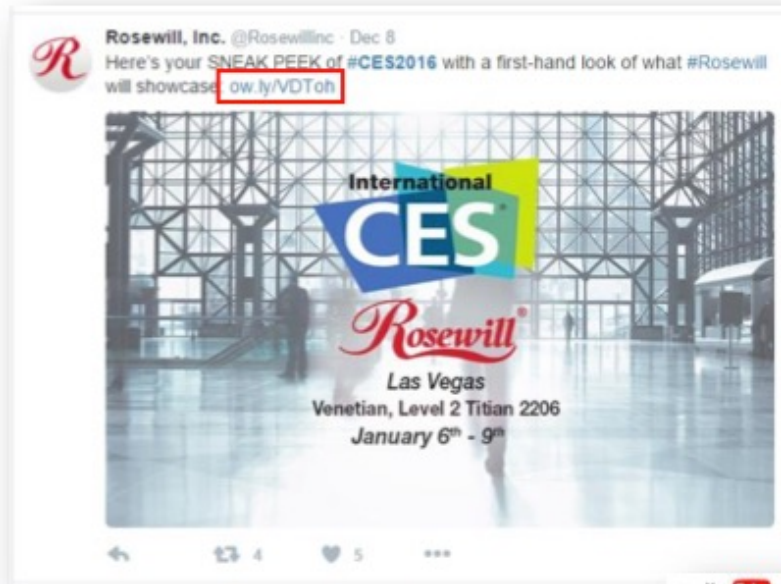 Rosewill, Inc. @Rosewillinc · Dec 8
Here's your SNEAK PEEK of #CES2016 with a first-hand look of what #Rosewill
will showcase: ow.ly/VDToh
International
CES
Rosewill®
Las Vegas
Venetian, Level 2 Titian 2206
January 6th - 9th
4 5